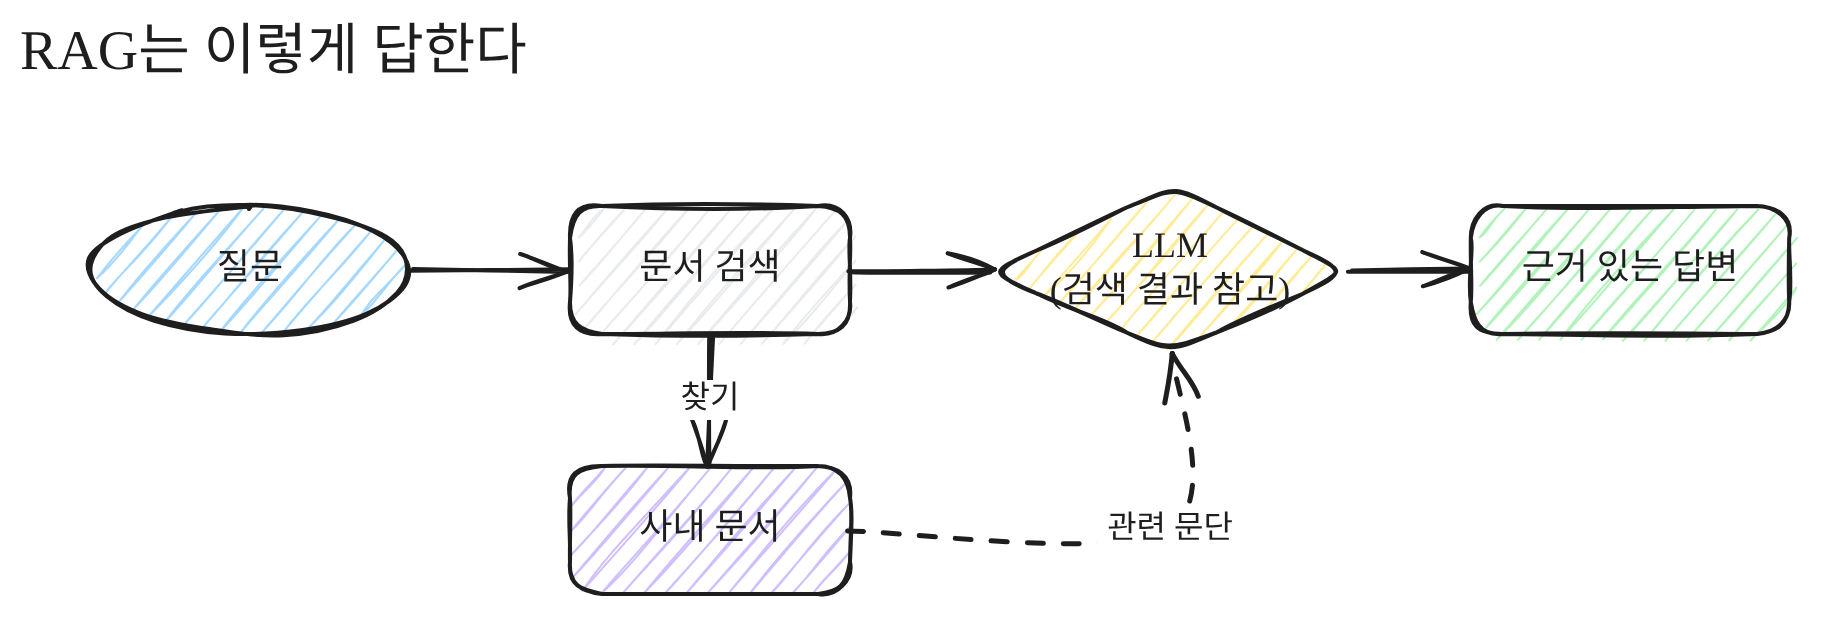 RAG는 이렇게 답한다
질문
문서 검색
LLM
(검색 결과 참고)
근거 있는 답변
찾기
사내 문서
관련 문단